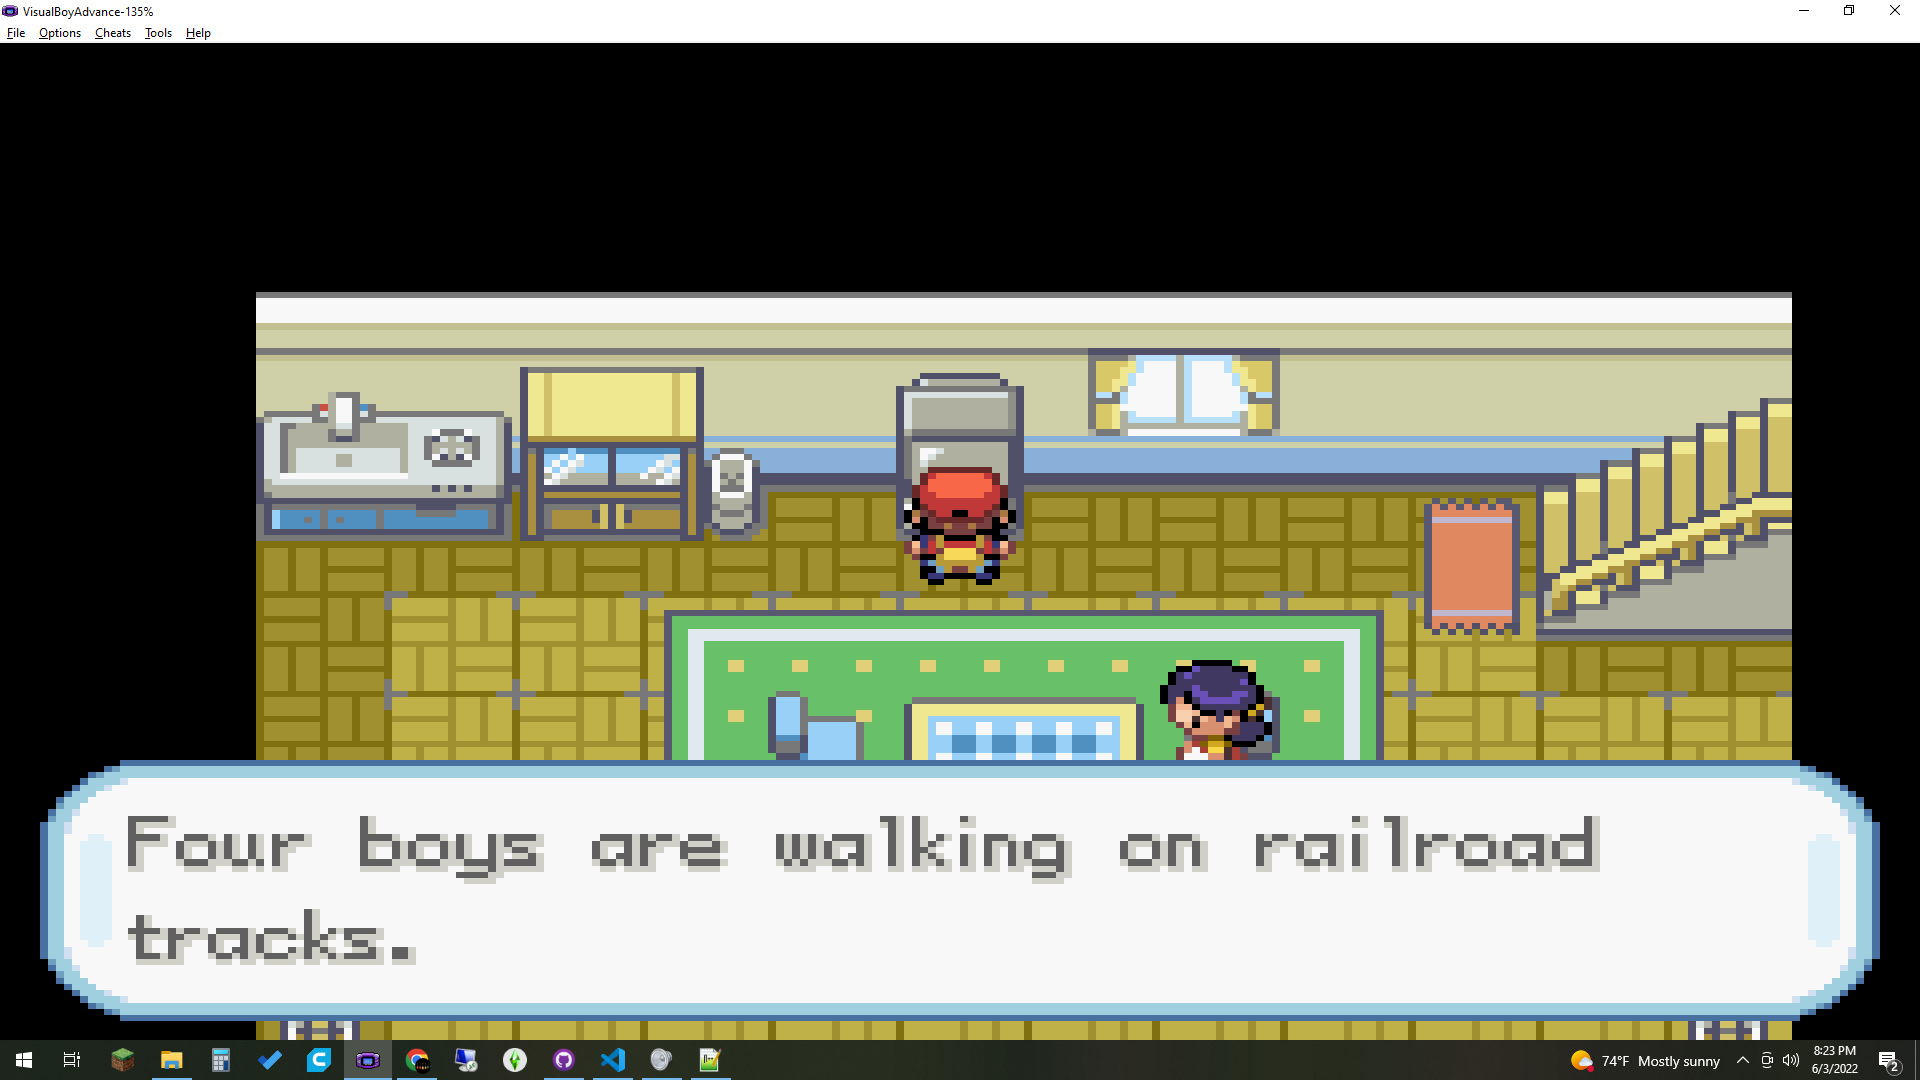 VisualBoyAdvance-135%
File Options Cheats Tools Help
Four boys are walking on railroad
tracks.
74°F Mostly sunny
8:23 PM
6/3/2022
2